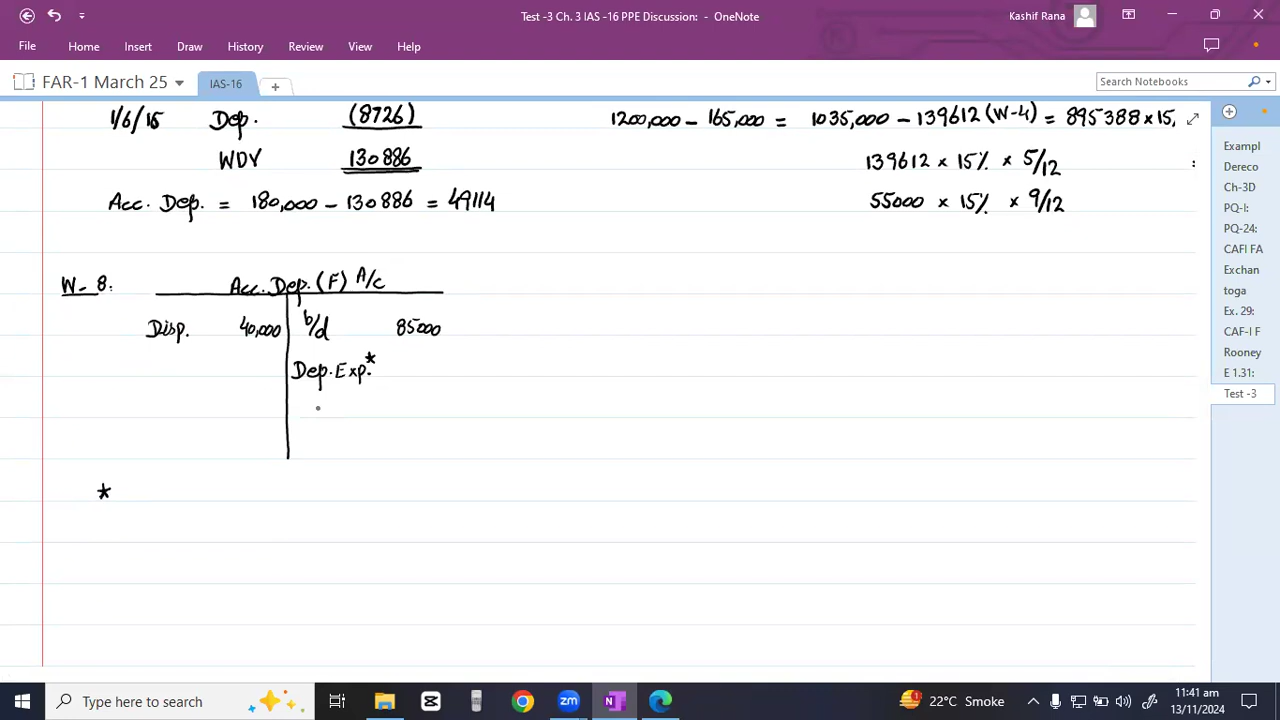 Test -3 Ch. 3 IAS -16 PPE Discussion: - OneNote
Kashif Rana
File Home Insert Draw History Review View Help
FAR-1 March 25 IAS-16 +
Search Notebooks
1/6/15 Dep. (8726)
WDV 130886
Acc. Dep. = 180,000 - 130886 = 49114
1200,000 - 165,000 = 1035,000 - 139612 (W-4) = 895388 x 15,
139612 x 15% x 5/12
55000 x 15% x 9/12
W-8: Acc. Dep. (F) A/c
Disp. 40,000 b/d 85000
Dep. Exp.*
*
Exampl
Dereco
Ch-3D
PQ-I:
PQ-24:
CAFI FA
Exchan
toga
Ex. 29:
CAF-I F
Rooney
E 1.31:
Test -3
Type here to search
22°C Smoke
11:41 am
13/11/2024